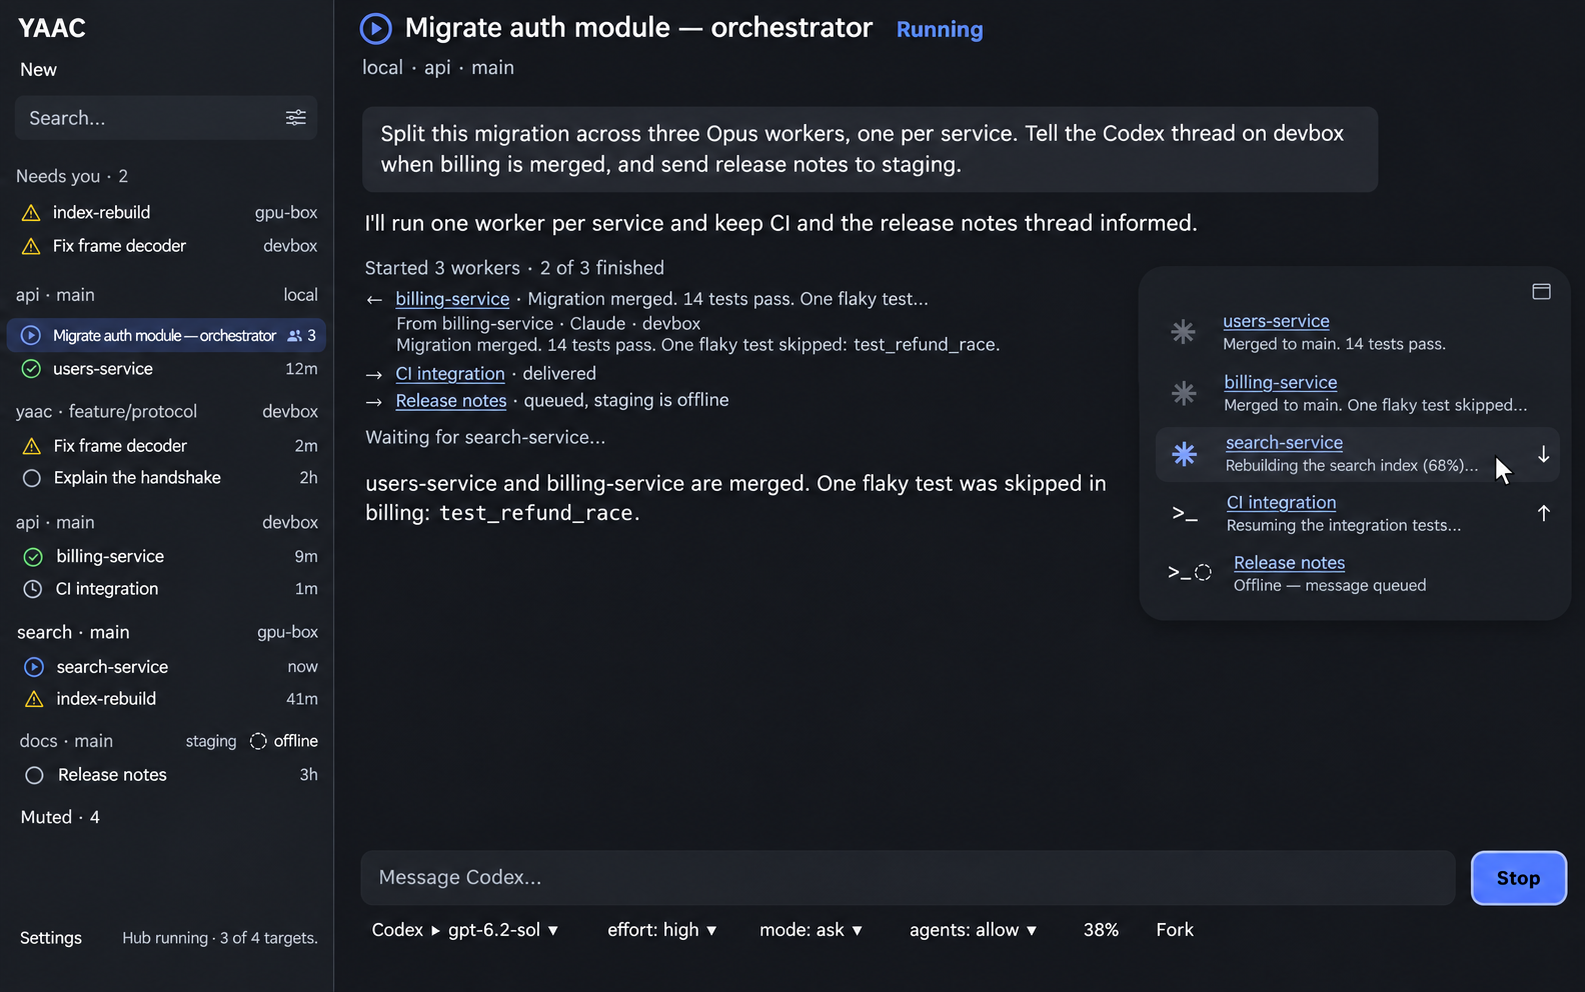 YAAC
New
Search...
Needs you · 2
index-rebuild gpu-box
Fix frame decoder devbox
api · main local
Migrate auth module — orchestrator 3
users-service 12m
yaac · feature/protocol devbox
Fix frame decoder 2m
Explain the handshake 2h
api · main devbox
billing-service 9m
CI integration 1m
search · main gpu-box
search-service now
index-rebuild 41m
docs · main staging offline
Release notes 3h
Muted · 4
Settings Hub running · 3 of 4 targets.
Migrate auth module — orchestrator Running
local · api · main
Split this migration across three Opus workers, one per service. Tell the Codex thread on devbox
when billing is merged, and send release notes to staging.
I'll run one worker per service and keep CI and the release notes thread informed.
Started 3 workers · 2 of 3 finished
← billing-service · Migration merged. 14 tests pass. One flaky test...
From billing-service · Claude · devbox
Migration merged. 14 tests pass. One flaky test skipped: test_refund_race.
→ CI integration · delivered
→ Release notes · queued, staging is offline
Waiting for search-service...
users-service and billing-service are merged. One flaky test was skipped in
billing: test_refund_race.
users-service
Merged to main. 14 tests pass.
billing-service
Merged to main. One flaky test skipped...
search-service
Rebuilding the search index (68%)... ↓
>_ CI integration
Resuming the integration tests... ↑
>_ Release notes
Offline — message queued
Message Codex...
Stop
Codex ▸ gpt-6.2-sol ▾ effort: high ▾ mode: ask ▾ agents: allow ▾ 38% Fork